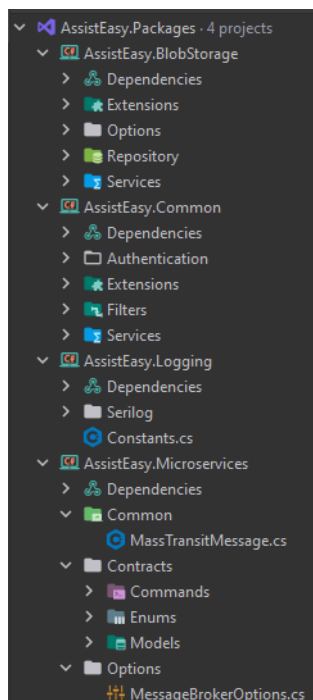 AssistEasy.Packages · 4 projects
AssistEasy.BlobStorage
Dependencies
Extensions
Options
Repository
Services
AssistEasy.Common
Dependencies
Authentication
Extensions
Filters
Services
AssistEasy.Logging
Dependencies
Serilog
Constants.cs
AssistEasy.Microservices
Dependencies
Common
MassTransitMessage.cs
Contracts
Commands
Enums
Models
Options
MessageBrokerOptions.cs